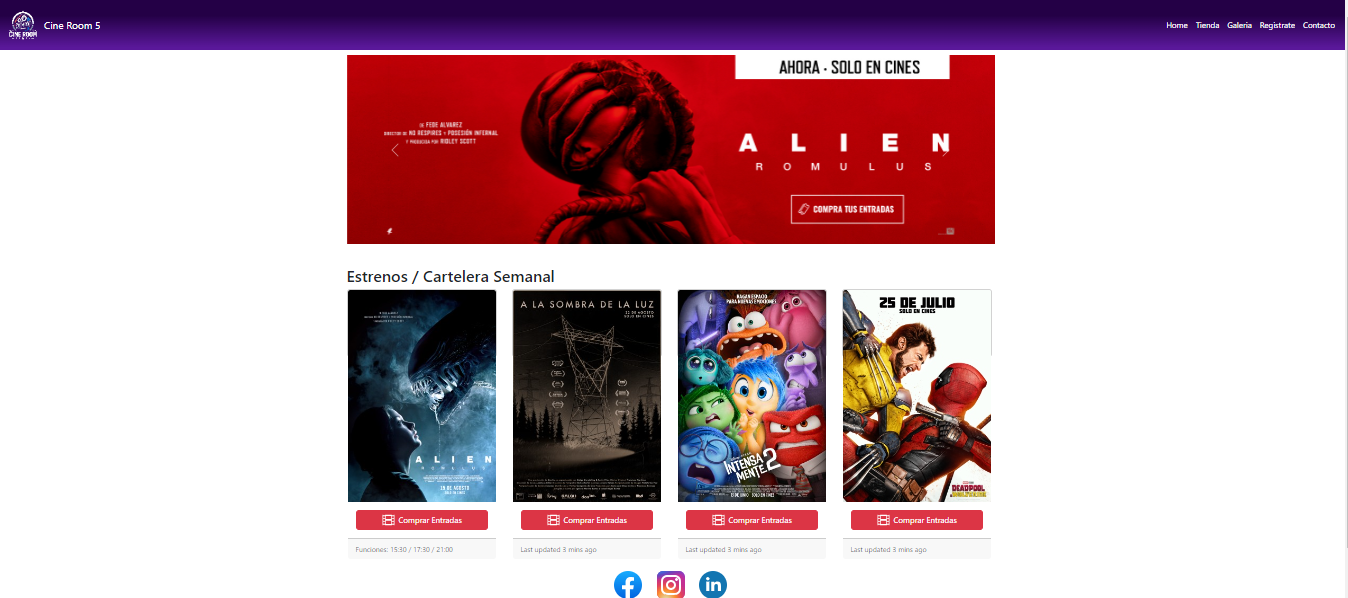 CINE ROOM
Cine Room 5
Home Tienda Galeria Registrate Contacto
AHORA - SOLO EN CINES
DE FEDE ALVAREZ
DIRECTOR DE NO RESPIRES + POSESIÓN INFERNAL
Y PRODUCIDA POR RIDLEY SCOTT
ALIEN
ROMULUS
COMPRA TUS ENTRADAS
Estrenos / Cartelera Semanal
ALIEN
ROMULUS
15 DE AGOSTO
A LA SOMBRA DE LA LUZ
22 DE AGOSTO
SOLO EN CINES
HAGAN ESPACIO
PARA NUEVAS EMOCIONES
INTENSA
MENTE 2
SOLO EN CINES
25 DE JULIO
SOLO EN CINES
DEADPOOL
Comprar Entradas
Comprar Entradas
Comprar Entradas
Comprar Entradas
Funciones: 15:30 / 17:30 / 21:00
Last updated 3 mins ago
Last updated 3 mins ago
Last updated 3 mins ago
f
in